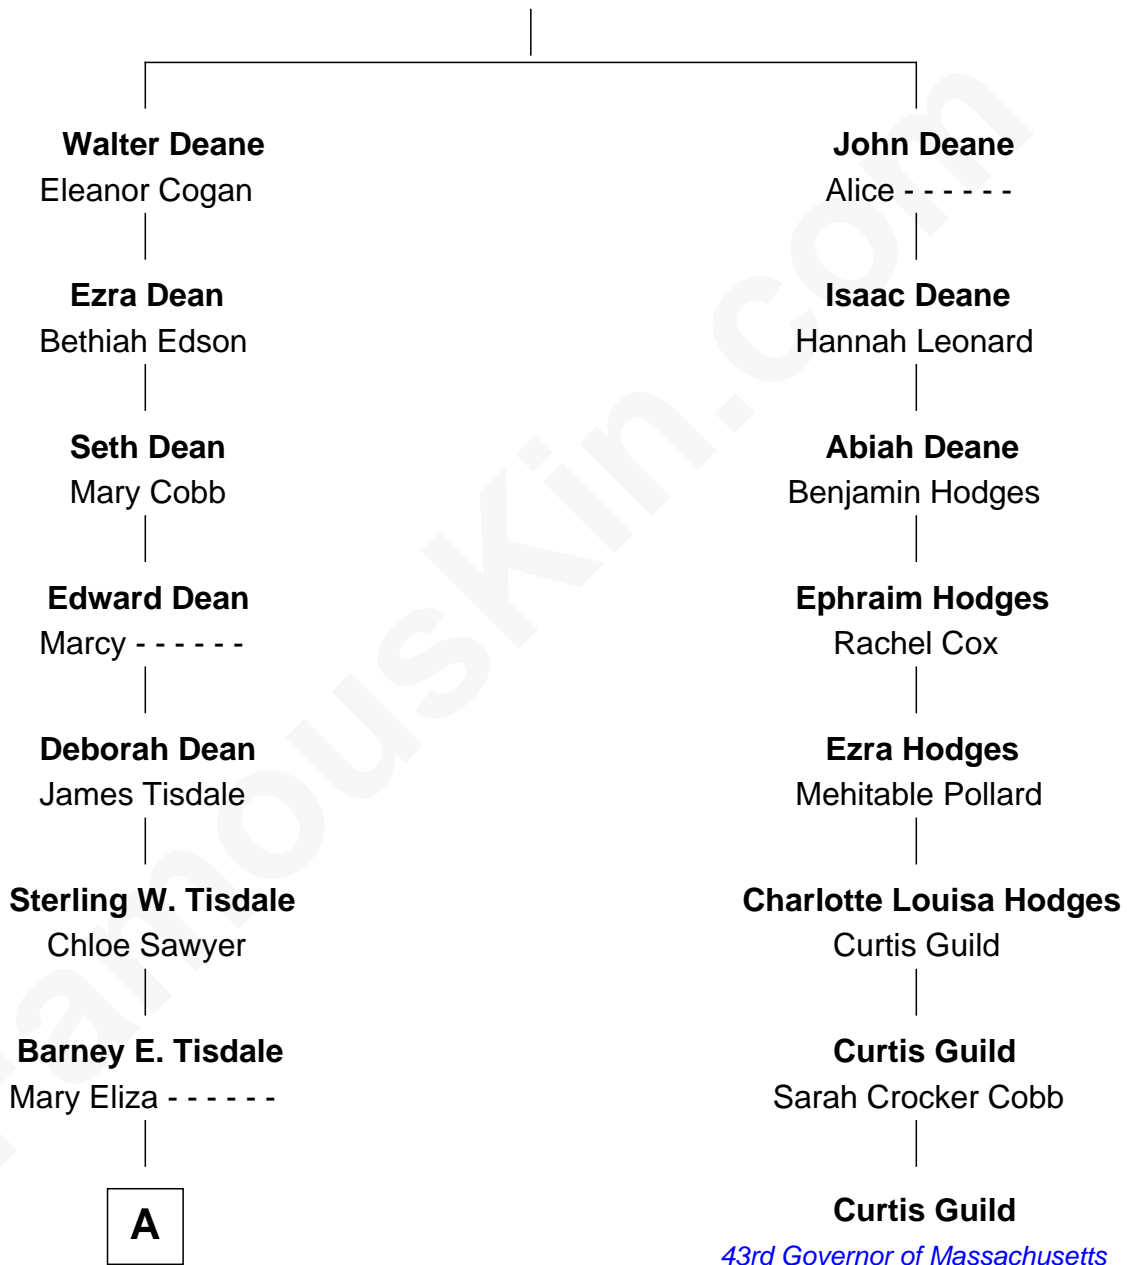 Walter Deane
Eleanor Cogan
Ezra Dean
Bethiah Edson
Seth Dean
Mary Cobb
Edward Dean
Marcy - - - - - -
Deborah Dean
James Tisdale
Sterling W. Tisdale
Chloe Sawyer
Barney E. Tisdale
Mary Eliza - - - - - -
A
John Deane
Alice - - - - - -
Isaac Deane
Hannah Leonard
Abiah Deane
Benjamin Hodges
Ephraim Hodges
Rachel Cox
Ezra Hodges
Mehitable Pollard
Charlotte Louisa Hodges
Curtis Guild
Curtis Guild
Sarah Crocker Cobb
Curtis Guild
43rd Governor of Massachusetts
FamousKin.com